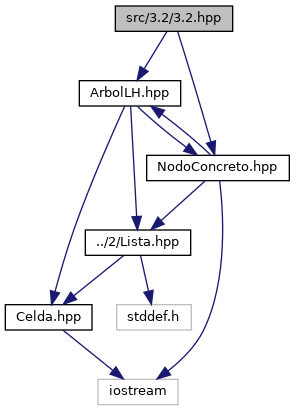 src/3.2/3.2.hpp
ArbolLH.hpp
NodoConcreto.hpp
../2/Lista.hpp
Celda.hpp
stddef.h
iostream